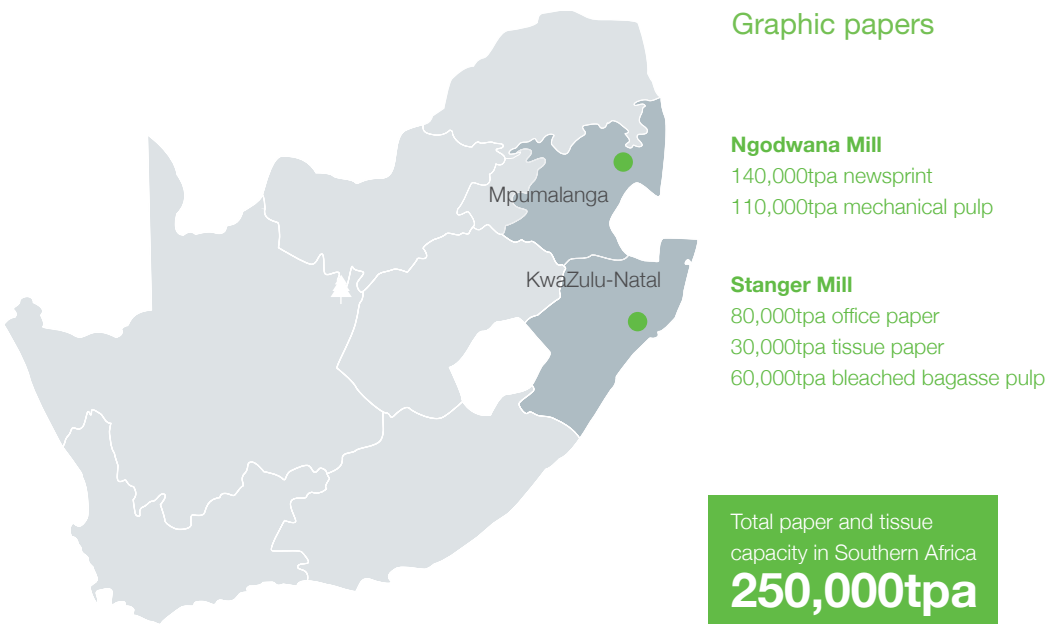 Graphic papers
Ngodwana Mill
140,000tpa newsprint
110,000tpa mechanical pulp
Mpumalanga
KwaZulu-Natal
Stanger Mill
80,000tpa office paper
30,000tpa tissue paper
60,000tpa bleached bagasse pulp
Total paper and tissue
capacity in Southern Africa
250,000tpa